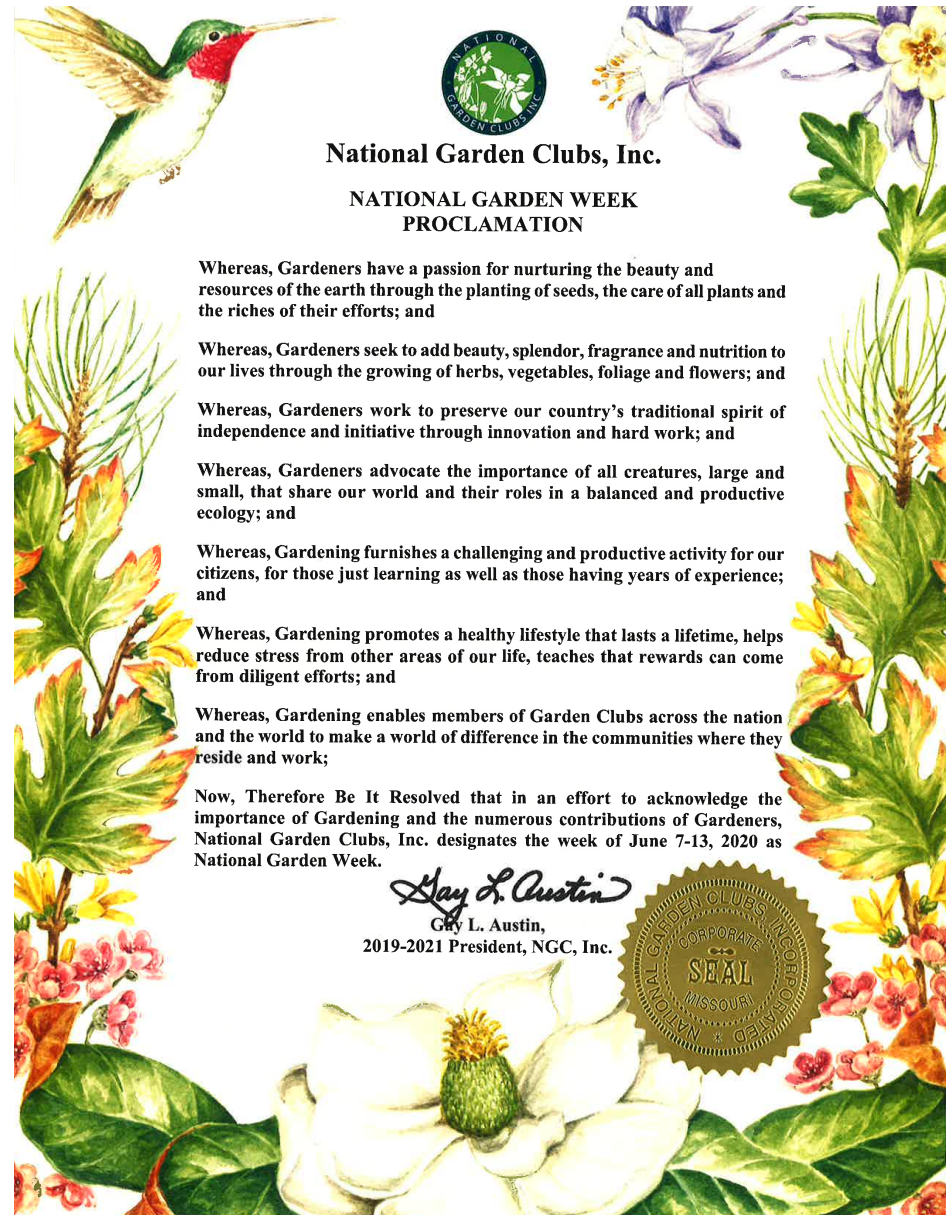 NATIONAL
GARDEN CLUBS INC.
National Garden Clubs, Inc.
NATIONAL GARDEN WEEK
PROCLAMATION
Whereas, Gardeners have a passion for nurturing the beauty and
resources of the earth through the planting of seeds, the care of all plants and
the riches of their efforts; and
Whereas, Gardeners seek to add beauty, splendor, fragrance and nutrition to
our lives through the growing of herbs, vegetables, foliage and flowers; and
Whereas, Gardeners work to preserve our country's traditional spirit of
independence and initiative through innovation and hard work; and
Whereas, Gardeners advocate the importance of all creatures, large and
small, that share our world and their roles in a balanced and productive
ecology; and
Whereas, Gardening furnishes a challenging and productive activity for our
citizens, for those just learning as well as those having years of experience;
and
Whereas, Gardening promotes a healthy lifestyle that lasts a lifetime, helps
reduce stress from other areas of our life, teaches that rewards can come
from diligent efforts; and
Whereas, Gardening enables members of Garden Clubs across the nation
and the world to make a world of difference in the communities where they
reside and work;
Now, Therefore Be It Resolved that in an effort to acknowledge the
importance of Gardening and the numerous contributions of Gardeners,
National Garden Clubs, Inc. designates the week of June 7-13, 2020 as
National Garden Week.
Gay L. Austin
Gay L. Austin,
2019-2021 President, NGC, Inc.
NATIONAL GARDEN CLUBS, INCORPORATED
CORPORATE
SEAL
MISSOURI